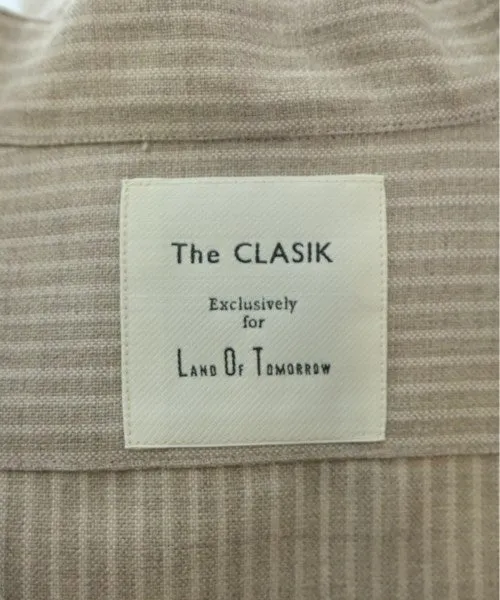 The CLASIK
Exclusively
for
LAND OF TOMORROW